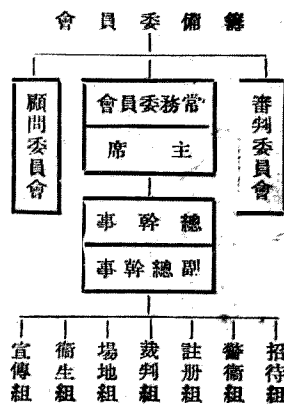 籌備委員會
審判委員會
常務委員會
主席
顧問委員會
總幹事
副總幹事
招待組
警衞組
註册組
裁判組
場地組
衞生組
宣傳組